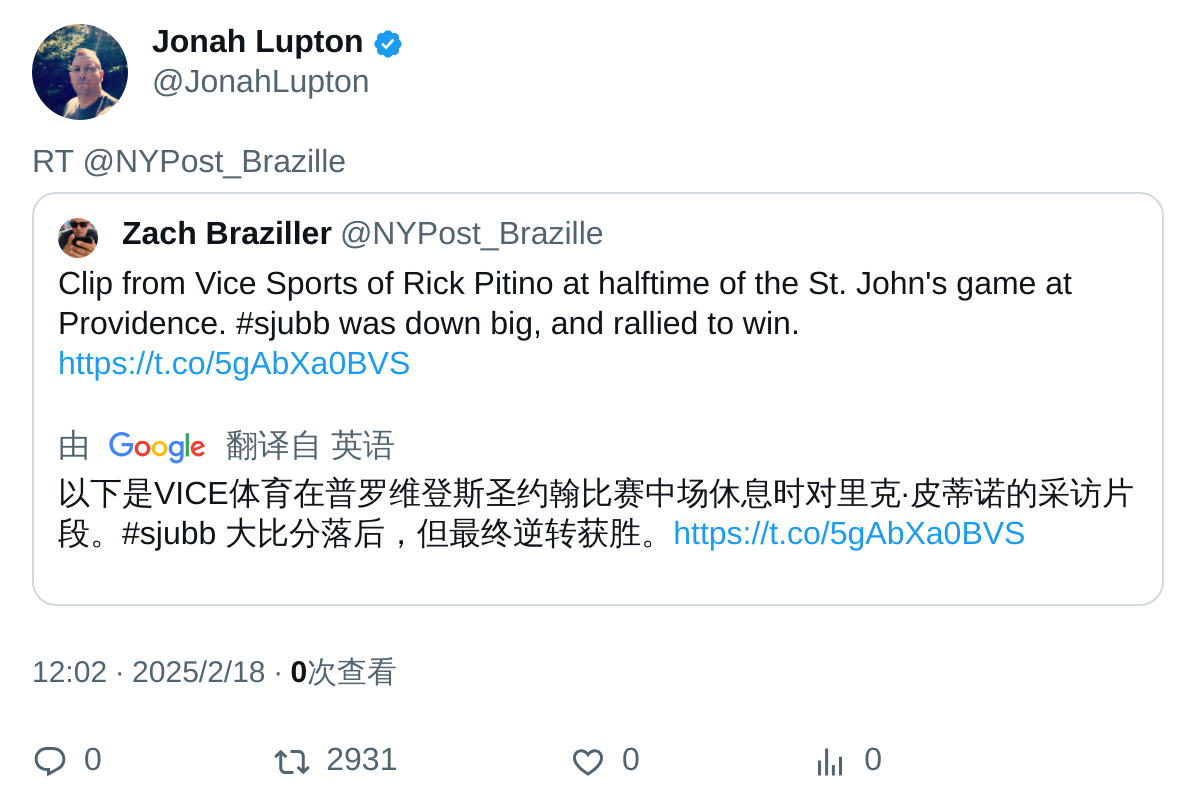 Jonah Lupton
@JonahLupton
RT @NYPost_Brazille
Zach Braziller @NYPost_Brazille
Clip from Vice Sports of Rick Pitino at halftime of the St. John's game at
Providence. #sjubb was down big, and rallied to win.
https://t.co/5gAbXa0BVS
由 Google 翻译自 英语
以下是VICE体育在普罗维登斯圣约翰比赛中场休息时对里克·皮蒂诺的采访片
段。#sjubb 大比分落后，但最终逆转获胜。https://t.co/5gAbXa0BVS
12:02 · 2025/2/18 · 0次查看
0 2931 0 0